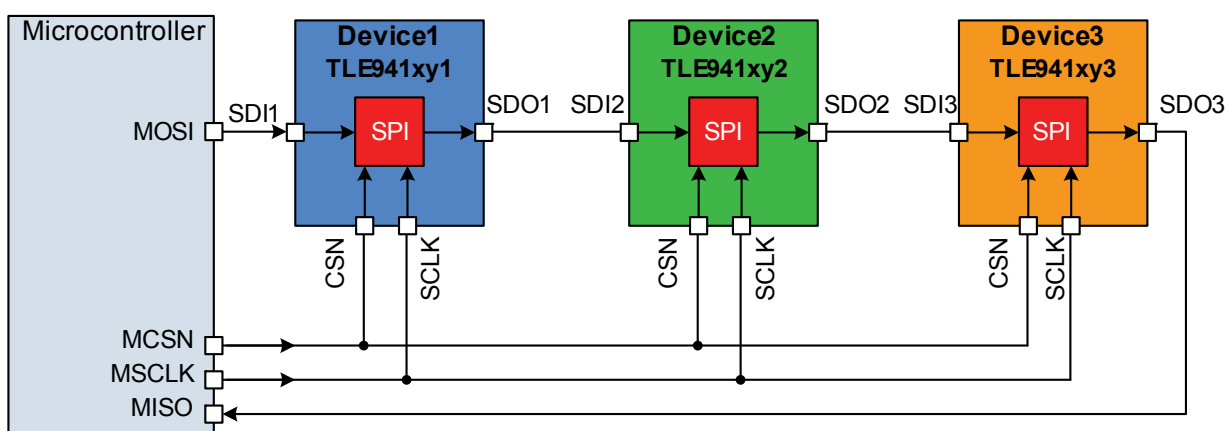 Microcontroller
Device1
TLE941xy1
Device2
TLE941xy2
Device3
TLE941xy3
MOSI
SDI1
SPI
SDO1
SDI2
SPI
SDO2
SDI3
SPI
SDO3
CSN
SCLK
CSN
SCLK
CSN
SCLK
MCSN
MSCLK
MISO